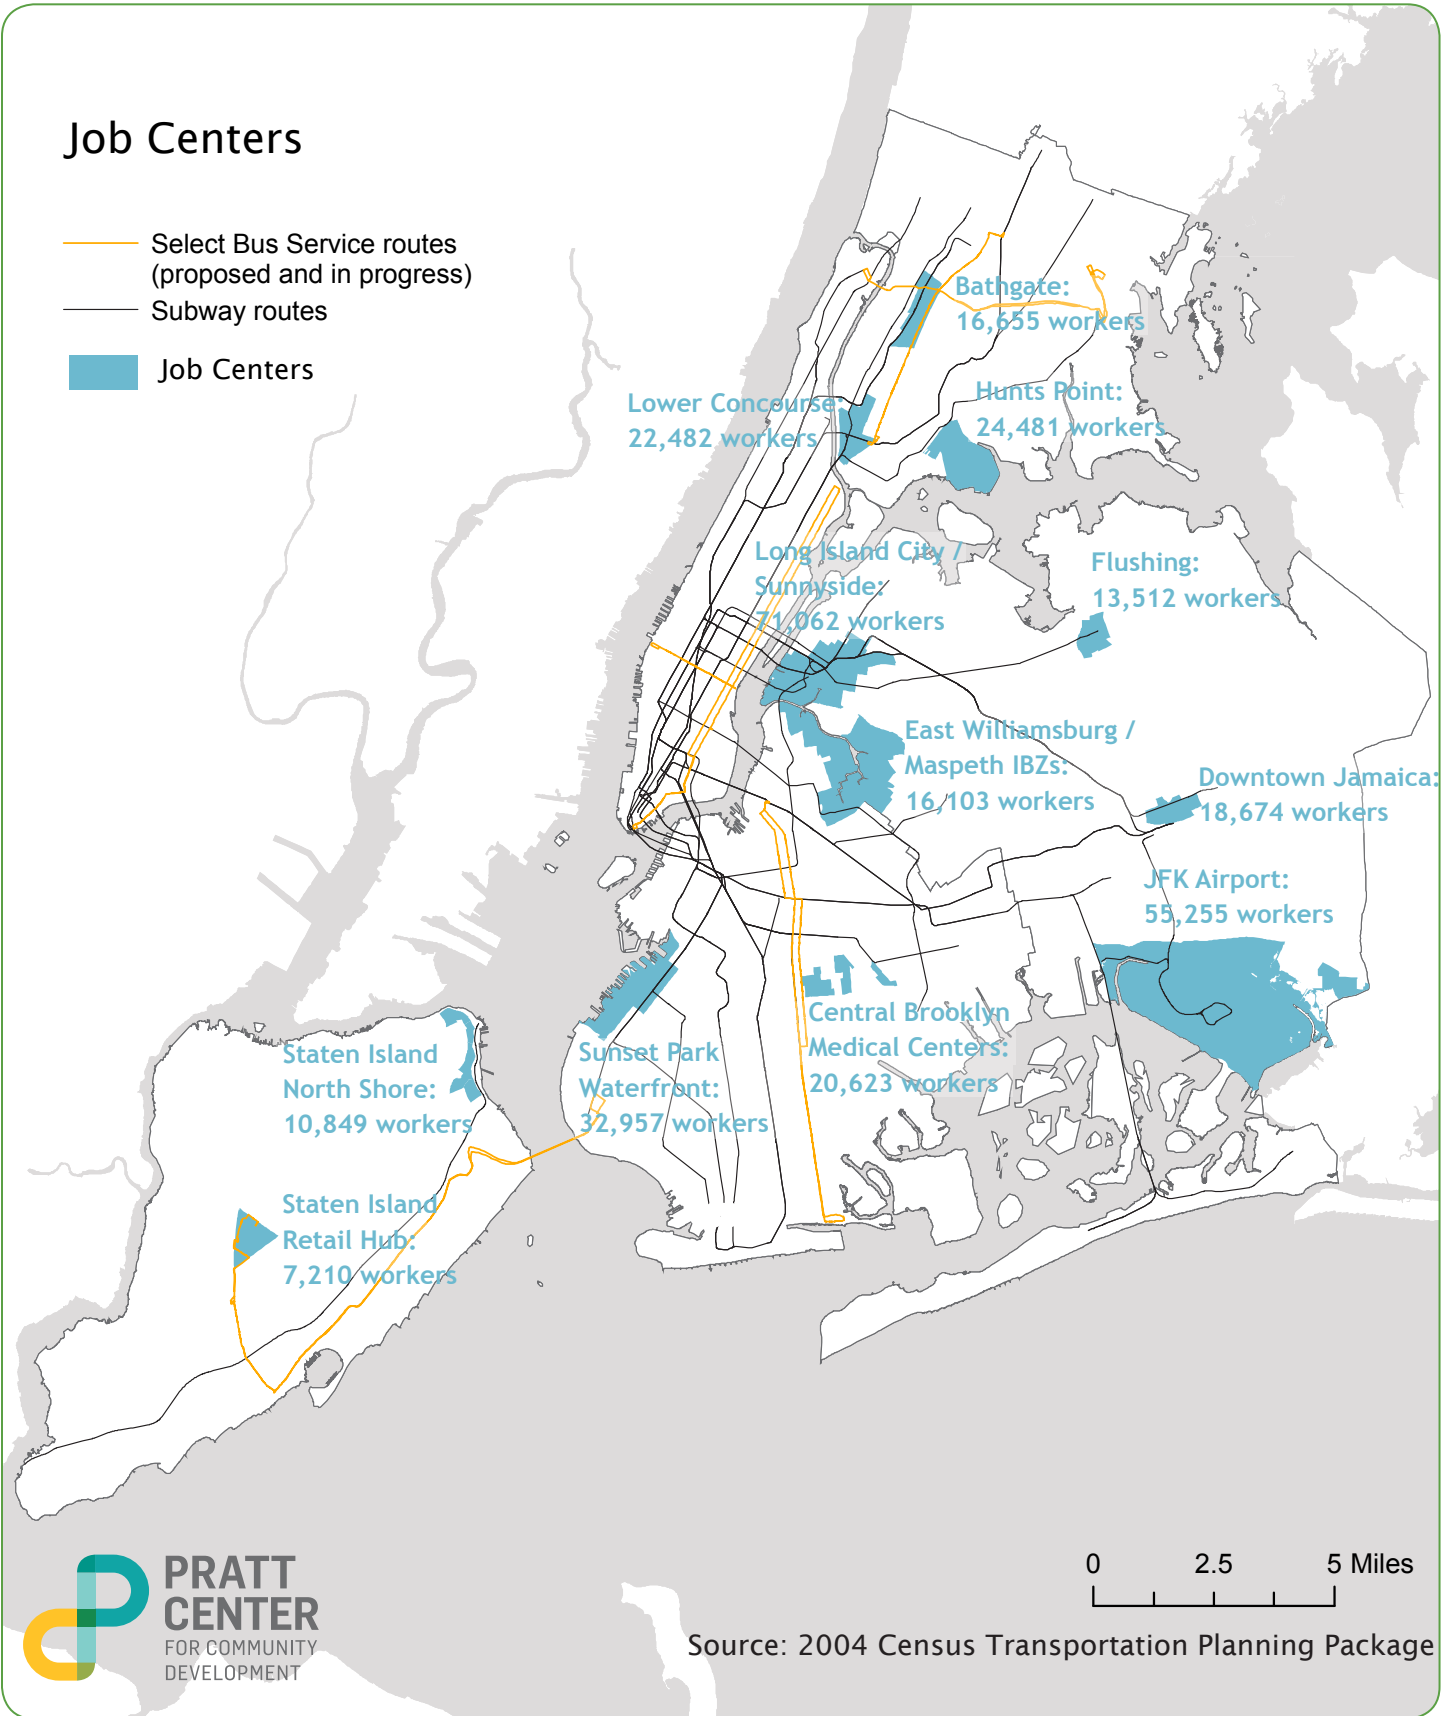 Job Centers
Select Bus Service routes
(proposed and in progress)
Subway routes
Job Centers
Bathgate:
16,655 workers
Lower Concourse:
22,482 workers
Hunts Point:
24,481 workers
Long Island City /
Sunnyside:
71,062 workers
Flushing:
13,512 workers
East Williamsburg /
Maspeth IBZs:
16,103 workers
Downtown Jamaica:
18,674 workers
JFK Airport:
55,255 workers
Central Brooklyn
Medical Centers:
20,623 workers
Staten Island
North Shore:
10,849 workers
Sunset Park
Waterfront:
32,957 workers
Staten Island
Retail Hub:
7,210 workers
PRATT
CENTER
FOR COMMUNITY
DEVELOPMENT
0 2.5 5 Miles
Source: 2004 Census Transportation Planning Package